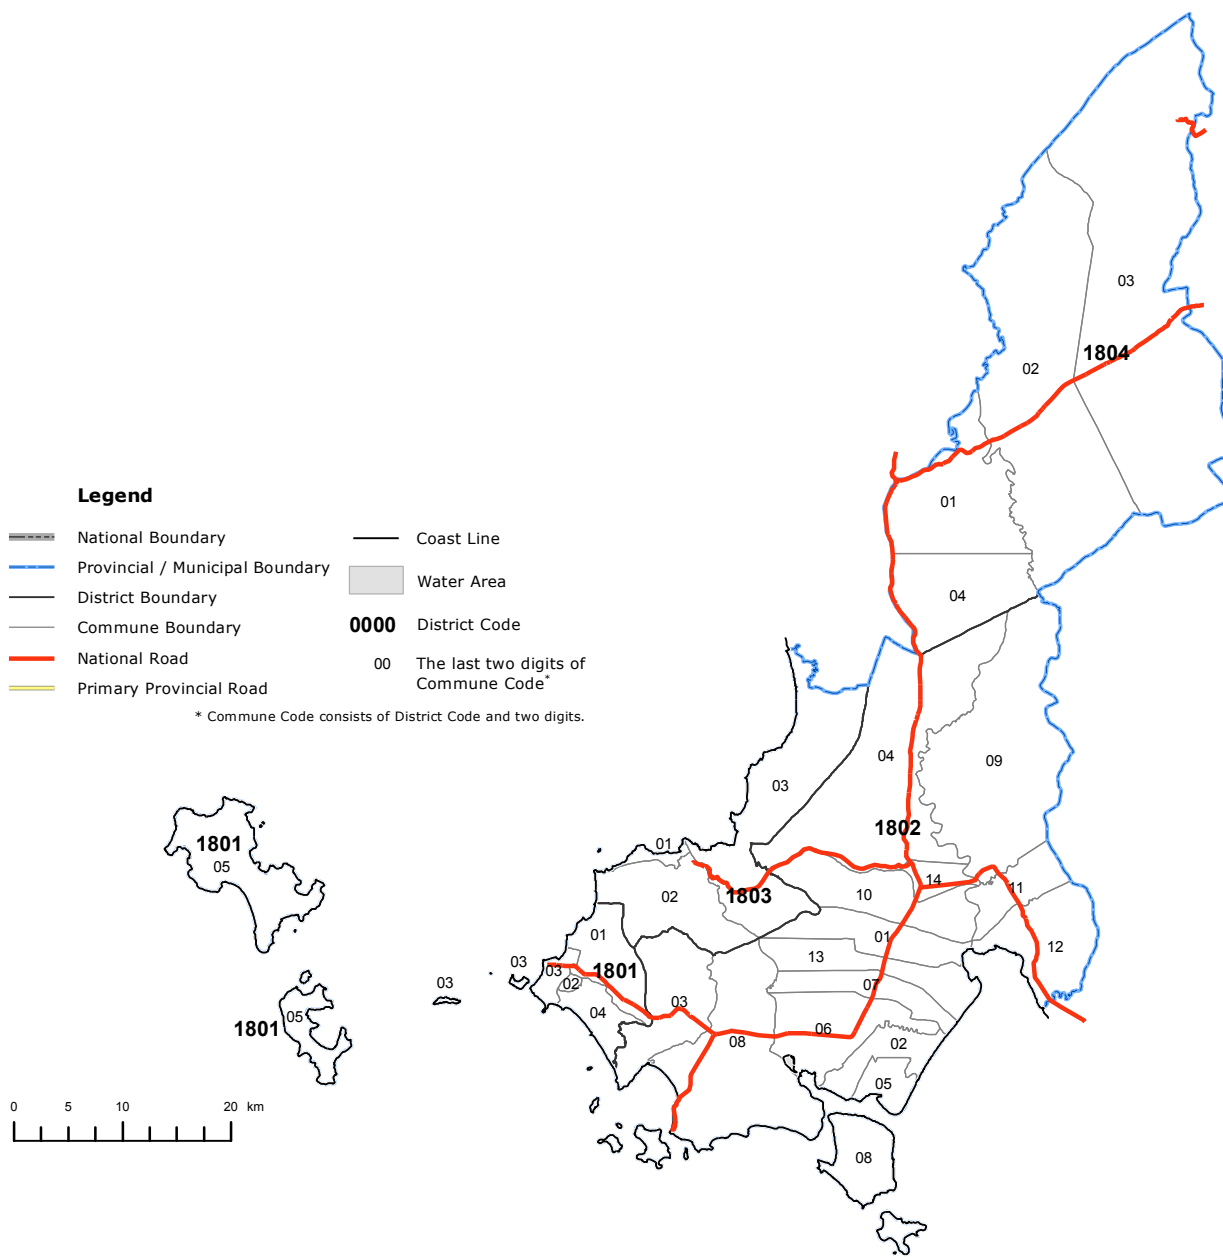 03
1804
02
01
04
Legend
National Boundary
Provincial / Municipal Boundary
District Boundary
Commune Boundary
National Road
Primary Provincial Road
Coast Line
Water Area
0000 District Code
00 The last two digits of
Commune Code*
* Commune Code consists of District Code and two digits.
04
09
03
1802
01
1801
05
14
11
02
1803
10
01
01
12
13
03
03
1801
03
02
07
03
04
05
1801
06
08
02
05
0 5 10 20 km
08